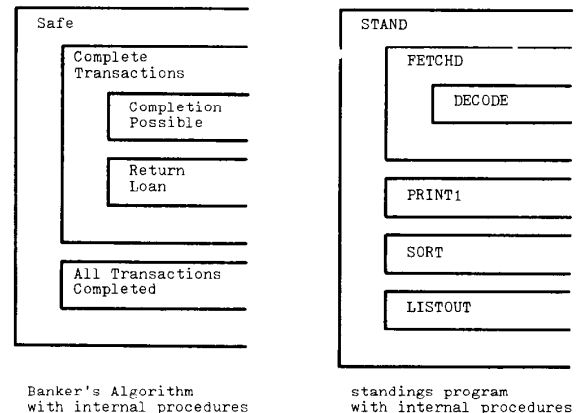 Safe
Complete
Transactions
Completion
Possible
Return
Loan
All Transactions
Completed
Banker's Algorithm
with internal procedures
STAND
FETCHD
DECODE
PRINT1
SORT
LISTOUT
standings program
with internal procedures